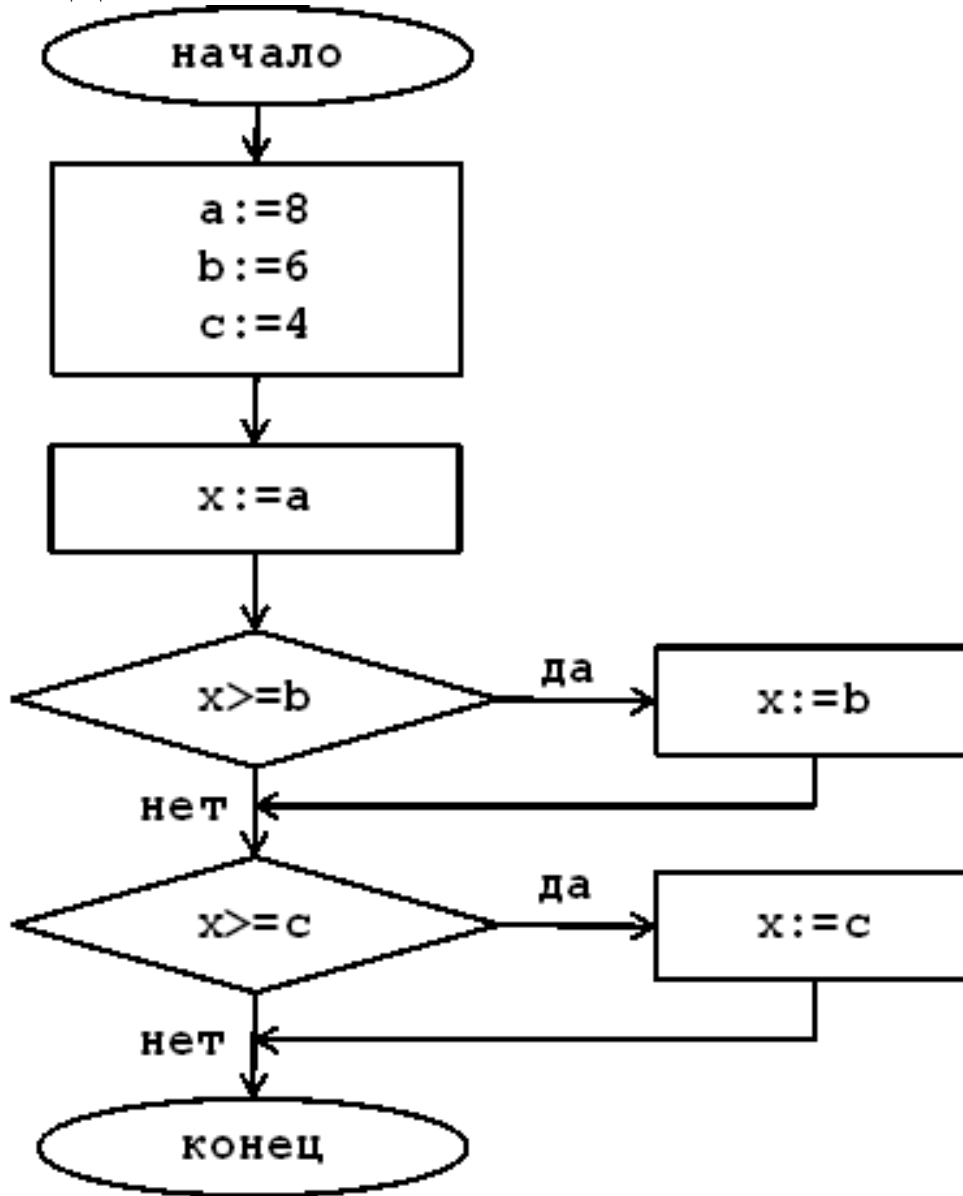 начало
a:=8
b:=6
c:=4
x:=a
x>=b
да
x:=b
нет
x>=c
да
x:=c
нет
конец